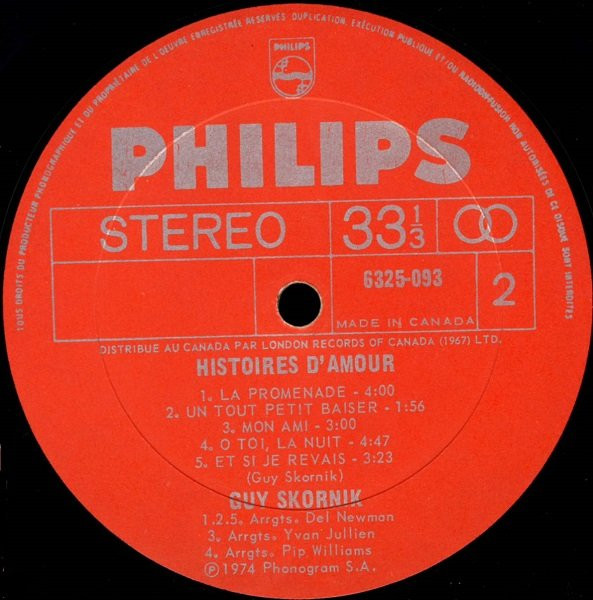 TOUS DROITS DU PRODUCTEUR PHONOGRAPHIQUE ET DU PROPRIÉTAIRE DE L'OEUVRE ENREGISTRÉE RESERVÉS DUPLICATION, EXÉCUTION PUBLIQUE ET/OU RADIODIFFUSION NON AUTORISÉES DE CE DISQUE SONT INTERDITES
PHILIPS
PHILIPS
STEREO 33 1/3
6325-093 2
MADE IN CANADA
DISTRIBUE AU CANADA PAR LONDON RECORDS OF CANADA (1967) LTD.
HISTOIRES D'AMOUR
1. LA PROMENADE - 4:00
2. UN TOUT PETIT BAISER - 1:56
3. MON AMI - 3:00
4. O TOI, LA NUIT - 4:47
5. ET SI JE REVAIS - 3:23
(Guy Skornik)
GUY SKORNIK
1.2.5. Arrgts. Del Newman
3. Arrgts. Yvan Jullien
4. Arrgts. Pip Williams
Ⓟ 1974 Phonogram S.A.